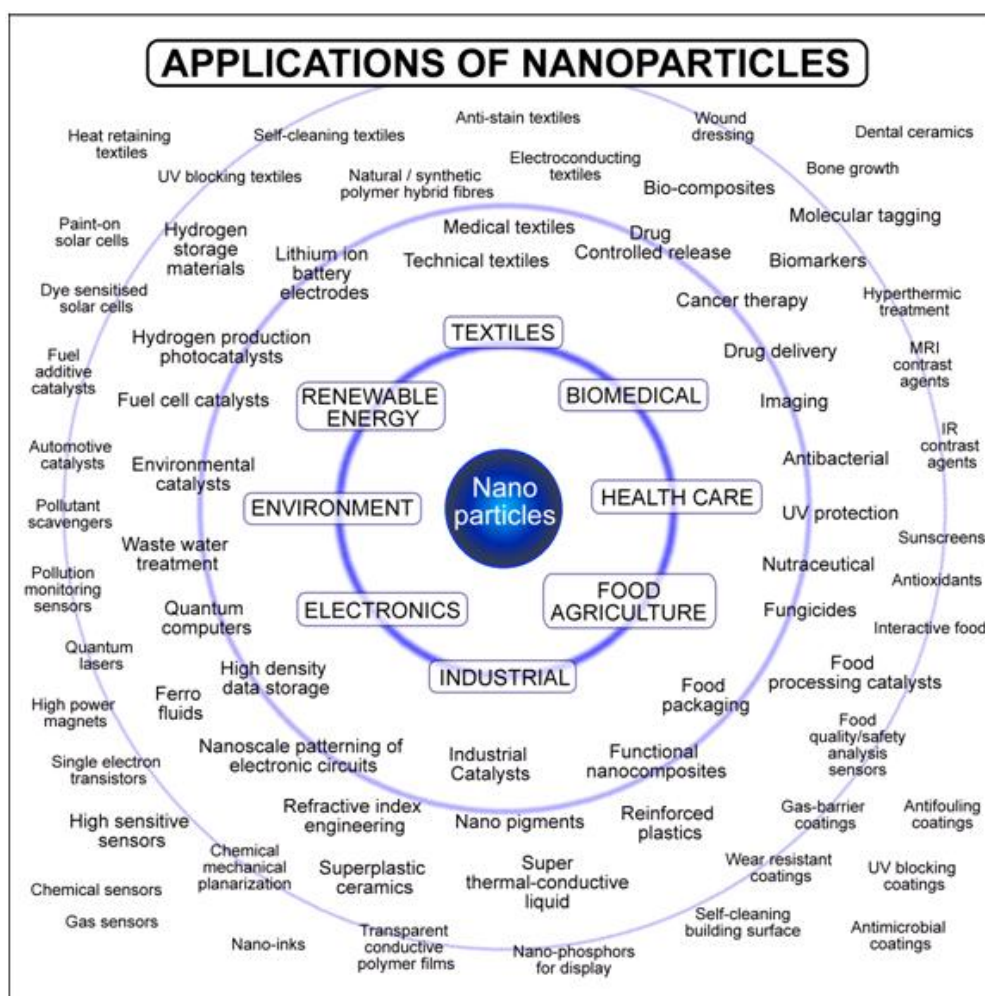 APPLICATIONS OF NANOPARTICLES
Anti-stain textiles
Wound
dressing
Heat retaining
textiles
Self-cleaning textiles
Dental ceramics
Electroconducting
textiles
Bone growth
UV blocking textiles
Natural / synthetic
polymer hybrid fibres
Bio-composites
Paint-on
solar cells
Hydrogen
storage
materials
Medical textiles
Drug
Controlled release
Molecular tagging
Lithium ion
battery
electrodes
Technical textiles
Biomarkers
Dye sensitised
solar cells
Cancer therapy
Hyperthermic
treatment
Hydrogen production
photocatalysts
TEXTILES
Drug delivery
MRI
contrast
agents
Fuel
additive
catalysts
Fuel cell catalysts
RENEWABLE
ENERGY
BIOMEDICAL
Imaging
IR
contrast
agents
Automotive
catalysts
Environmental
catalysts
Antibacterial
Pollutant
scavengers
ENVIRONMENT
Nano
particles
HEALTH CARE
UV protection
Sunscreens
Waste water
treatment
Nutraceutical
Antioxidants
Pollution
monitoring
sensors
Quantum
computers
ELECTRONICS
FOOD
AGRICULTURE
Fungicides
Interactive food
Quantum
lasers
High density
data storage
INDUSTRIAL
Food
processing catalysts
Ferro
fluids
Food
packaging
High power
magnets
Food
quality/safety
analysis
sensors
Single electron
transistors
Nanoscale patterning of
electronic circuits
Industrial
Catalysts
Functional
nanocomposites
High sensitive
sensors
Refractive index
engineering
Nano pigments
Reinforced
plastics
Gas-barrier
coatings
Antifouling
coatings
Chemical
mechanical
planarization
Superplastic
ceramics
Super
thermal-conductive
liquid
Wear resistant
coatings
UV blocking
coatings
Chemical sensors
Gas sensors
Nano-inks
Transparent
conductive
polymer films
Nano-phosphors
for display
Self-cleaning
building surface
Antimicrobial
coatings